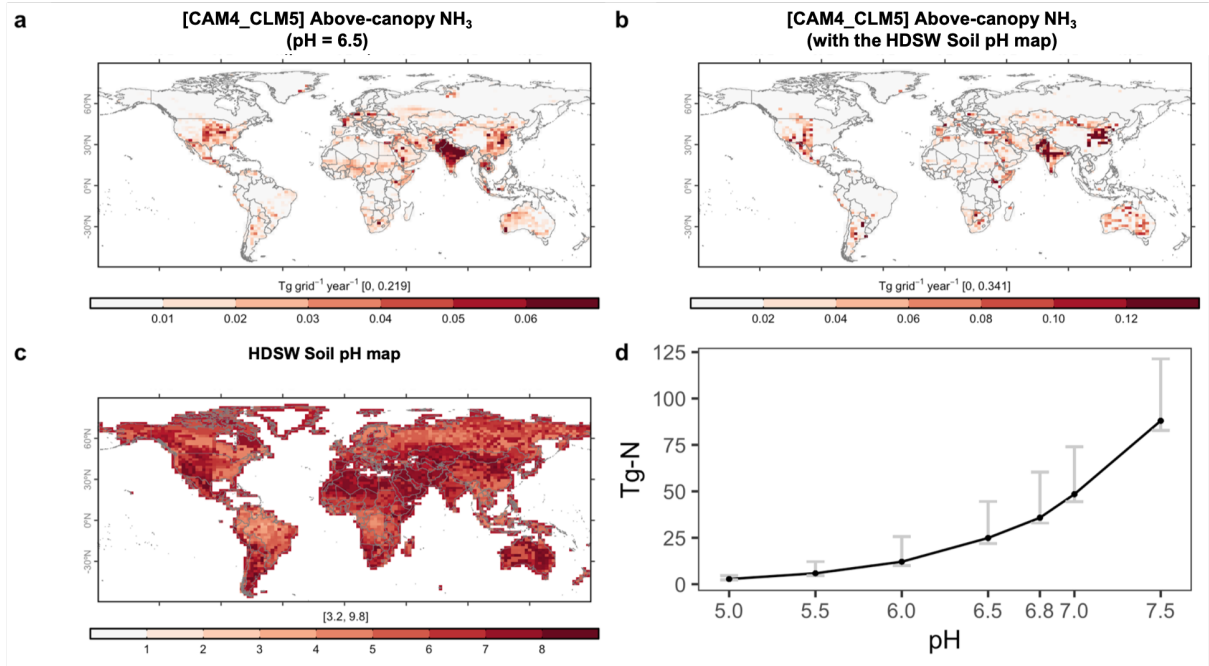 a
[CAM4_CLM5] Above-canopy NH₃
(pH = 6.5)
60°N
30°N
0°N
-30°N
Tg grid⁻¹ year⁻¹ [0, 0.219]
0.01 0.02 0.03 0.04 0.05 0.06
b
[CAM4_CLM5] Above-canopy NH₃
(with the HDSW Soil pH map)
60°N
30°N
0°N
-30°N
Tg grid⁻¹ year⁻¹ [0, 0.341]
0.02 0.04 0.06 0.08 0.10 0.12
c
HDSW Soil pH map
60°N
30°N
0°N
-30°N
[3.2, 9.8]
1 2 3 4 5 6 7 8
d
Tg-N
125
100
75
50
25
0
5.0 5.5 6.0 6.5 6.8 7.0 7.5
pH